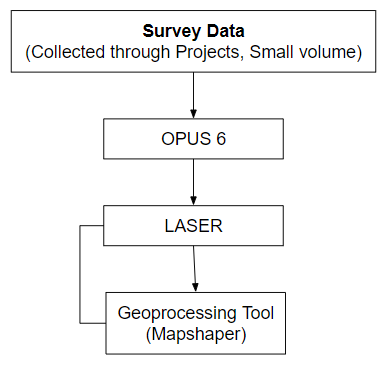 Survey Data
(Collected through Projects, Small volume)
OPUS 6
LASER
Geoprocessing Tool
(Mapshaper)